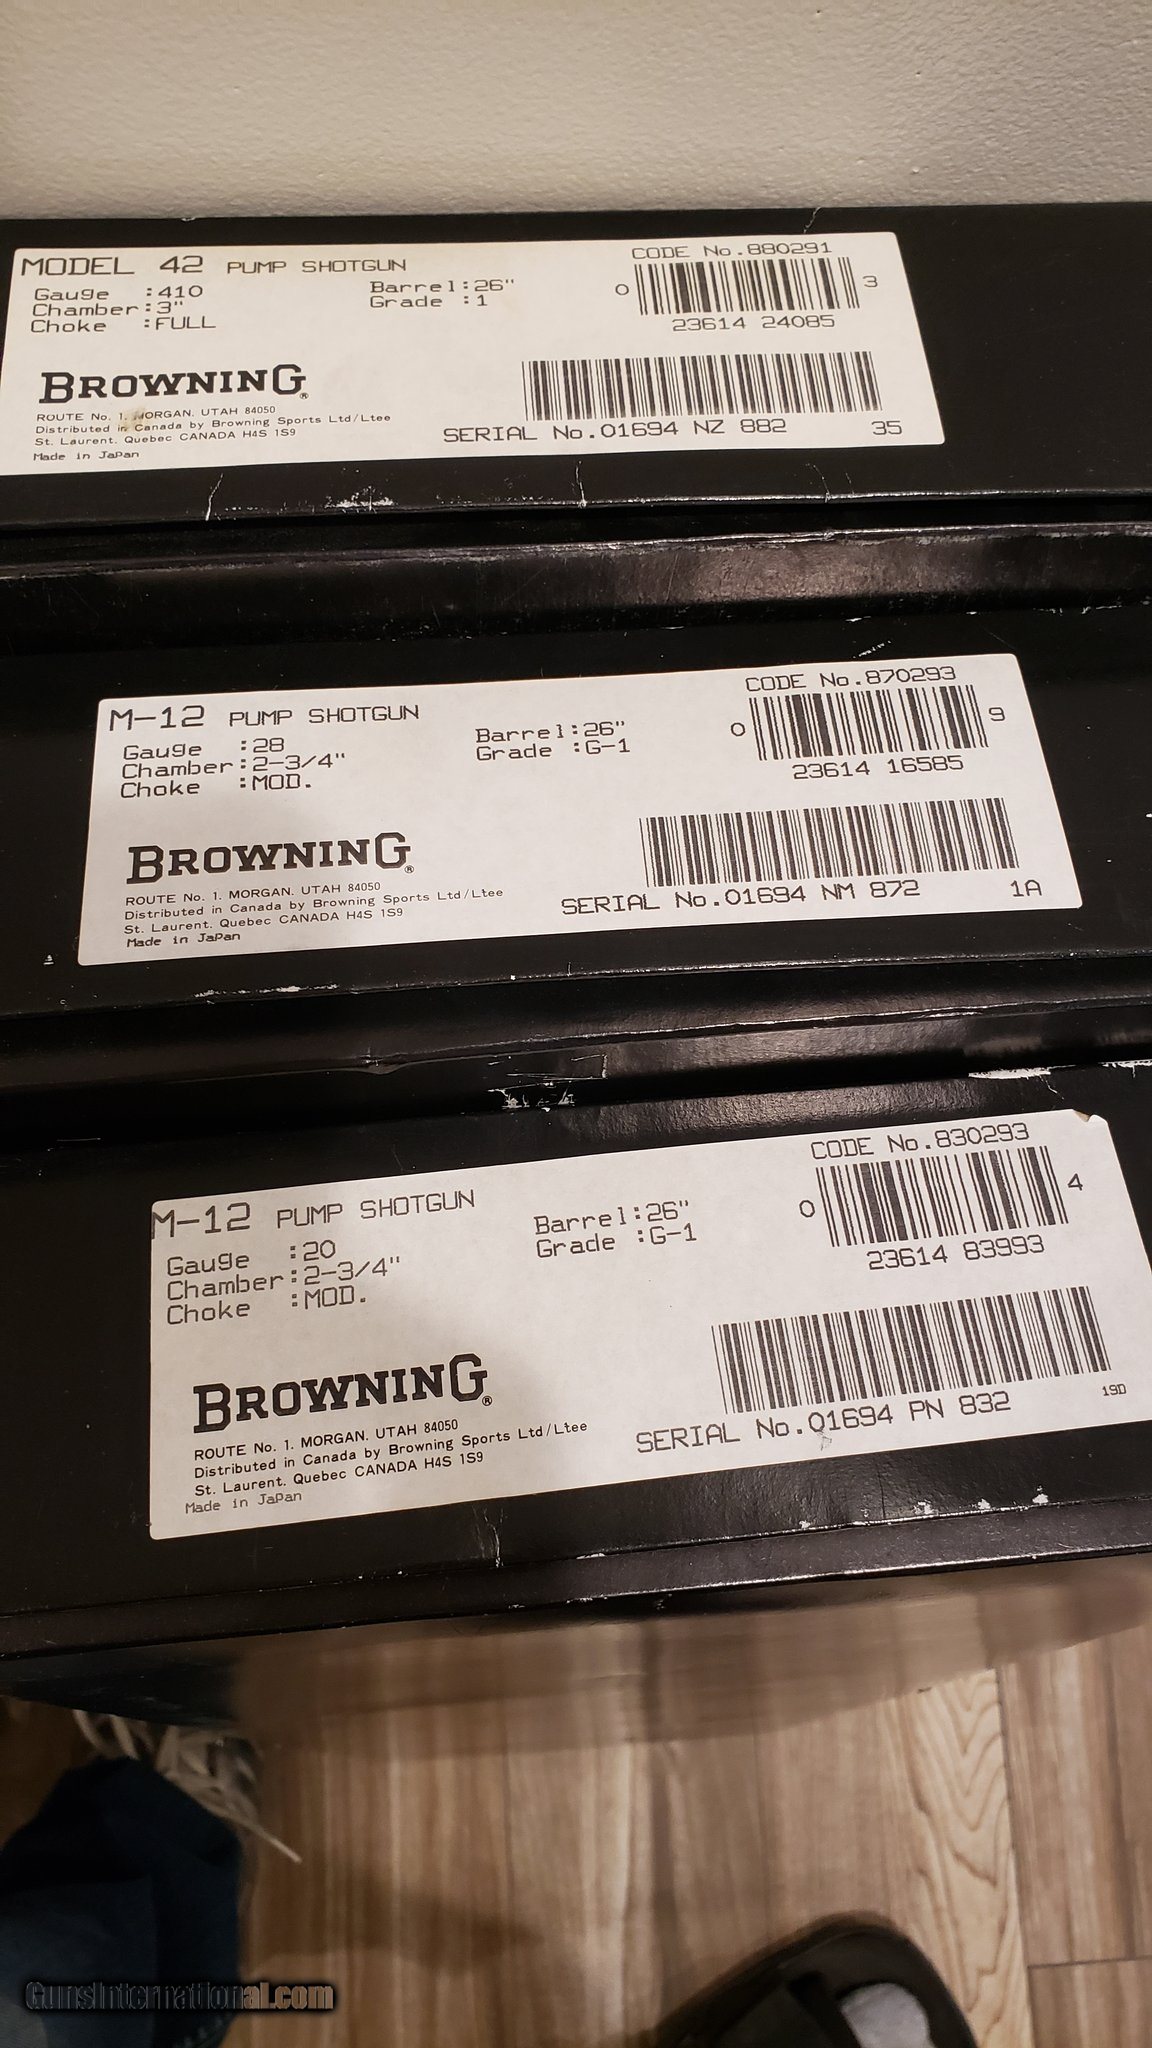 MODEL 42 PUMP SHOTGUN
Gauge :410
Chamber:3"
Choke :FULL
Barrel:26"
Grade :1
CODE No.880291
0 3
23614 24085
BROWNING®
ROUTE No. 1. MORGAN. UTAH 84050
Distributed in Canada by Browning Sports Ltd/Ltee
St. Laurent. Quebec CANADA H4S 1S9
Made in Japan
SERIAL No.01694 NZ 882 35
M-12 PUMP SHOTGUN
Gauge :28
Chamber:2-3/4"
Choke :MOD.
Barrel:26"
Grade :G-1
CODE No.870293
0 9
23614 16585
BROWNING®
ROUTE No. 1. MORGAN. UTAH 84050
Distributed in Canada by Browning Sports Ltd/Ltee
St. Laurent. Quebec CANADA H4S 1S9
Made in Japan
SERIAL No.01694 NM 872 1A
M-12 PUMP SHOTGUN
Gauge :20
Chamber:2-3/4"
Choke :MOD.
Barrel:26"
Grade :G-1
CODE No.830293
0 4
23614 83993
BROWNING®
ROUTE No. 1. MORGAN. UTAH 84050
Distributed in Canada by Browning Sports Ltd/Ltee
St. Laurent. Quebec CANADA H4S 1S9
Made in Japan
SERIAL No.01694 PN 832 19D
GunsInternational.com